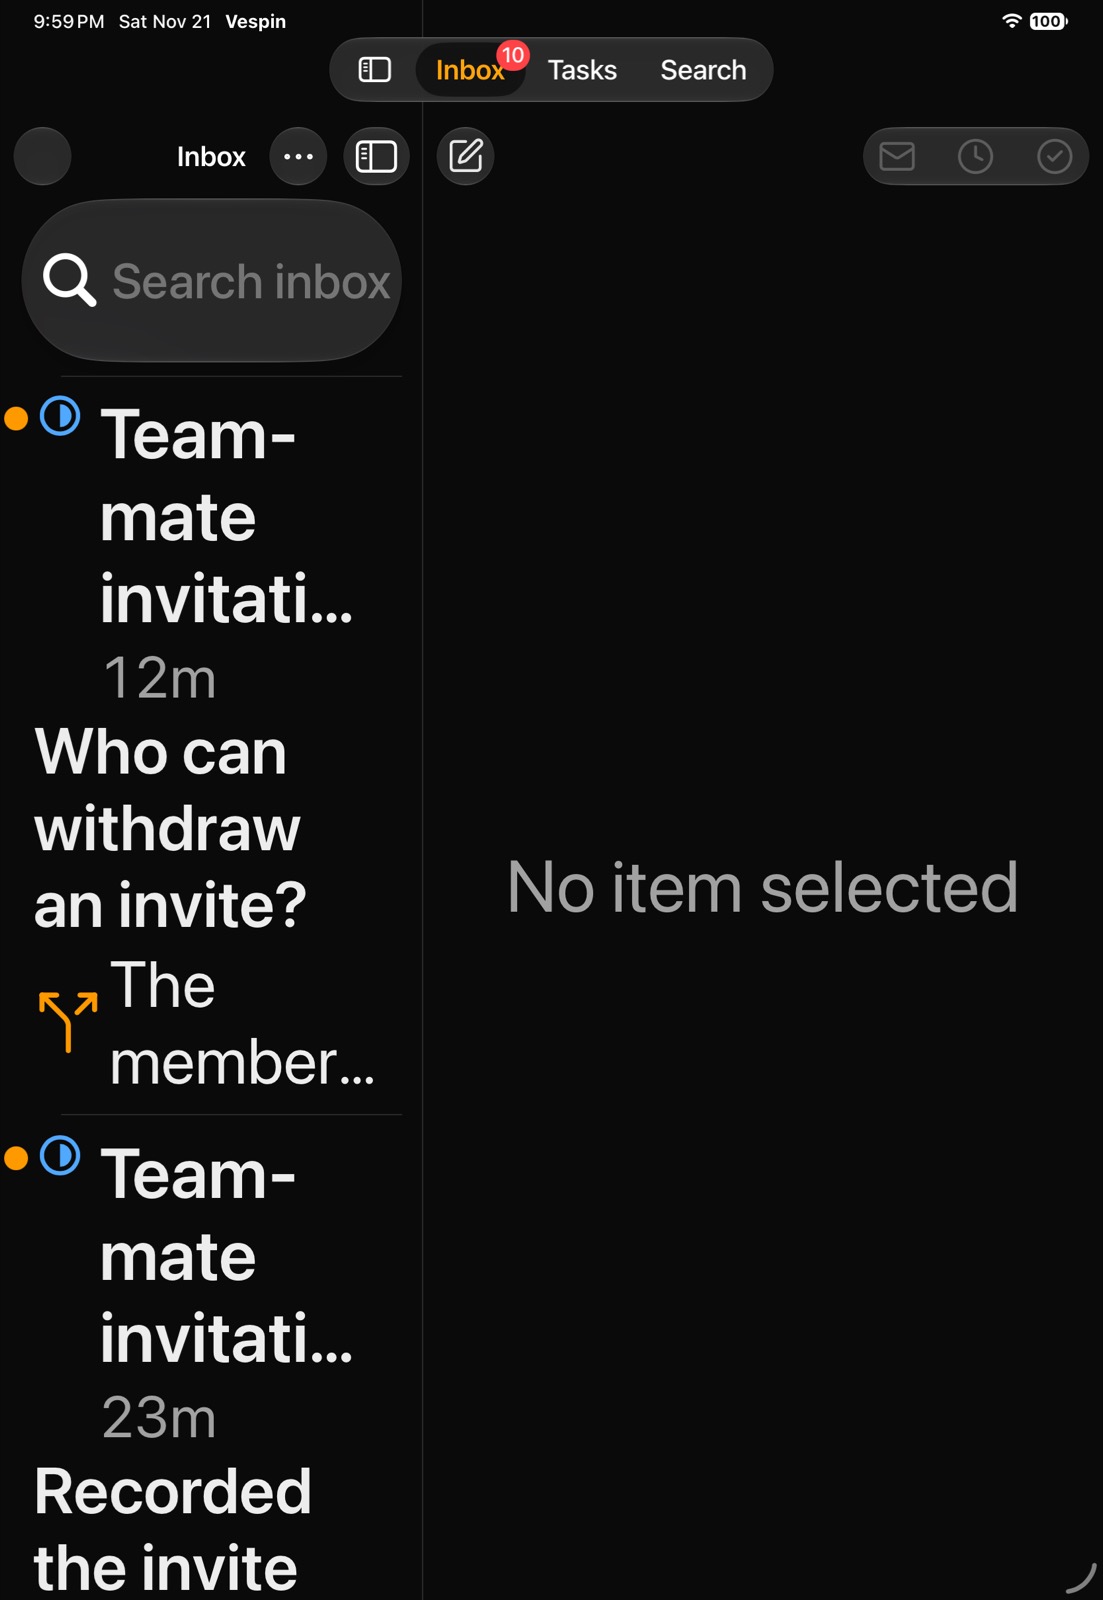 9:59 PM Sat Nov 21 Vespin
100
Inbox 10 Tasks Search
Inbox
Search inbox
Team-
mate
invitati...
12m
Who can
withdraw
an invite?
The
member...
Team-
mate
invitati...
23m
Recorded
the invite
No item selected